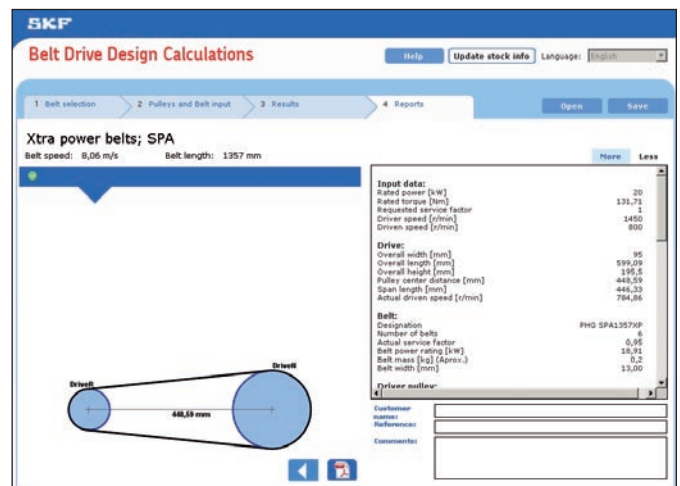 SKF
Belt Drive Design Calculations
Help Update stock info Language: English
1 Belt selection 2 Pulleys and Belt input 3 Results 4 Reports Open Save
Xtra power belts; SPA
Belt speed: 8,06 m/s Belt length: 1357 mm
More Less
Input data:
Rated power [kW] 20
Rated torque [Nm] 131,71
Requested service factor 1
Driver speed [r/min] 1450
Driven speed [r/min] 800
Drive:
Overall width [mm] 95
Overall length [mm] 599,09
Overall height [mm] 195,5
Pulley center distance [mm] 448,59
Span length [mm] 446,33
Actual driven speed [r/min] 784,86
Belt:
Designation PHG SPA1357XP
Number of belts 6
Actual service factor 0,95
Belt power rating [kW] 18,91
Belt mass [kg] (Aprox.) 0,2
Belt width [mm] 13,00
Driver pulley:
DriveR
DriveN
448,59 mm
Customer name:
Reference:
Comments: